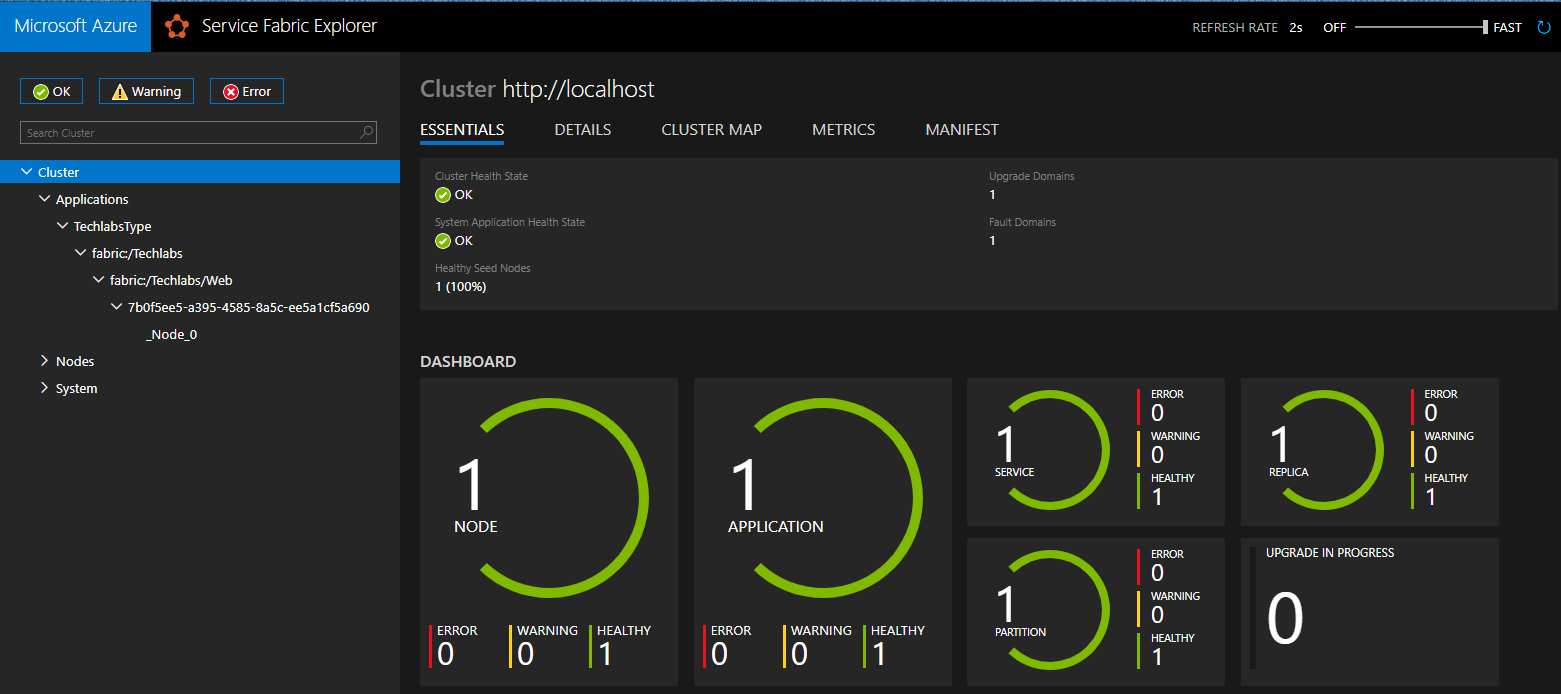 Microsoft Azure
Service Fabric Explorer
REFRESH RATE 2s OFF FAST
OK Warning Error
Search Cluster
Cluster
Applications
TechlabsType
fabric:/Techlabs
fabric:/Techlabs/Web
7b0f5ee5-a395-4585-8a5c-ee5a1cf5a690
_Node_0
Nodes
System
Cluster http://localhost
ESSENTIALS DETAILS CLUSTER MAP METRICS MANIFEST
Cluster Health State
OK
System Application Health State
OK
Healthy Seed Nodes
1 (100%)
Upgrade Domains
1
Fault Domains
1
DASHBOARD
1
NODE
ERROR WARNING HEALTHY
0 0 1
1
APPLICATION
ERROR WARNING HEALTHY
0 0 1
1
SERVICE
ERROR
0
WARNING
0
HEALTHY
1
1
REPLICA
ERROR
0
WARNING
0
HEALTHY
1
1
PARTITION
ERROR
0
WARNING
0
HEALTHY
1
UPGRADE IN PROGRESS
0